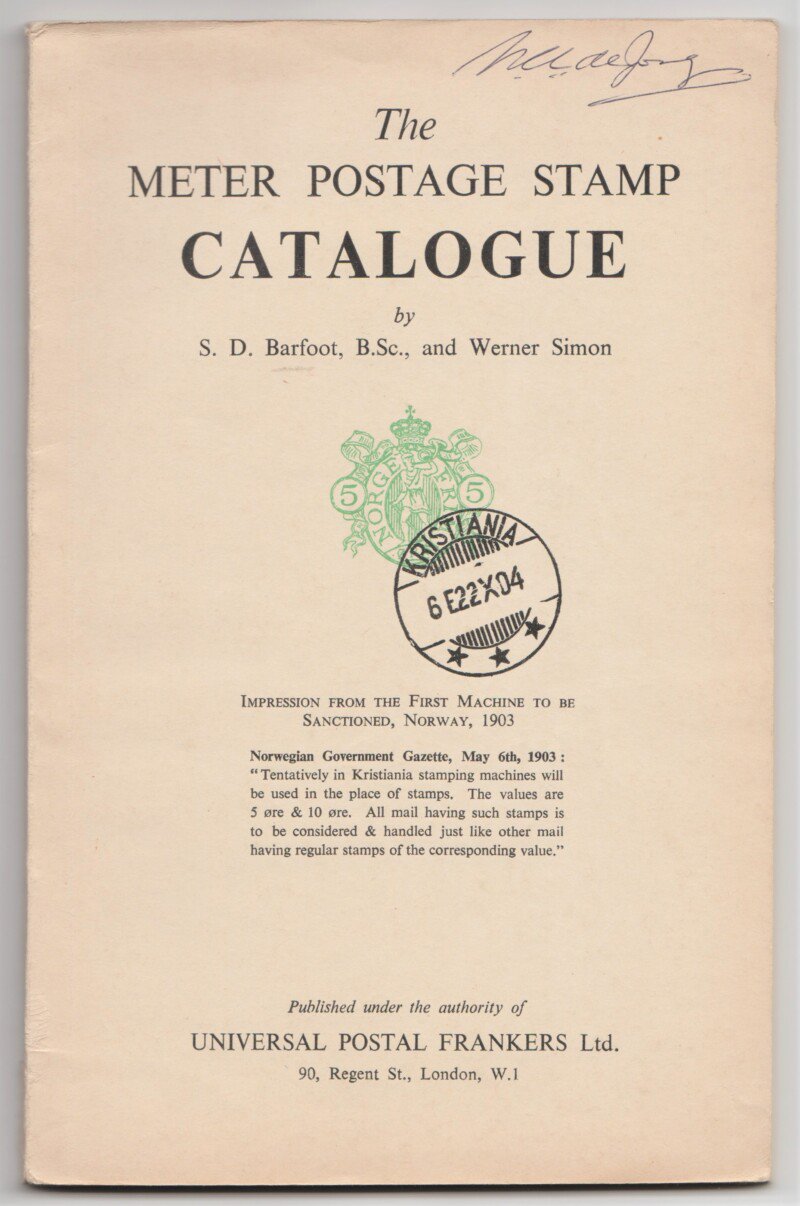 The
METER POSTAGE STAMP
CATALOGUE
by
S. D. Barfoot, B.Sc., and Werner Simon
5 NORGE FR 5
KRISTIANIA
6 E22X04
IMPRESSION FROM THE FIRST MACHINE TO BE
SANCTIONED, NORWAY, 1903
Norwegian Government Gazette, May 6th, 1903 :
“Tentatively in Kristiania stamping machines will
be used in the place of stamps. The values are
5 øre & 10 øre. All mail having such stamps is
to be considered & handled just like other mail
having regular stamps of the corresponding value.”
Published under the authority of
UNIVERSAL POSTAL FRANKERS Ltd.
90, Regent St., London, W.1